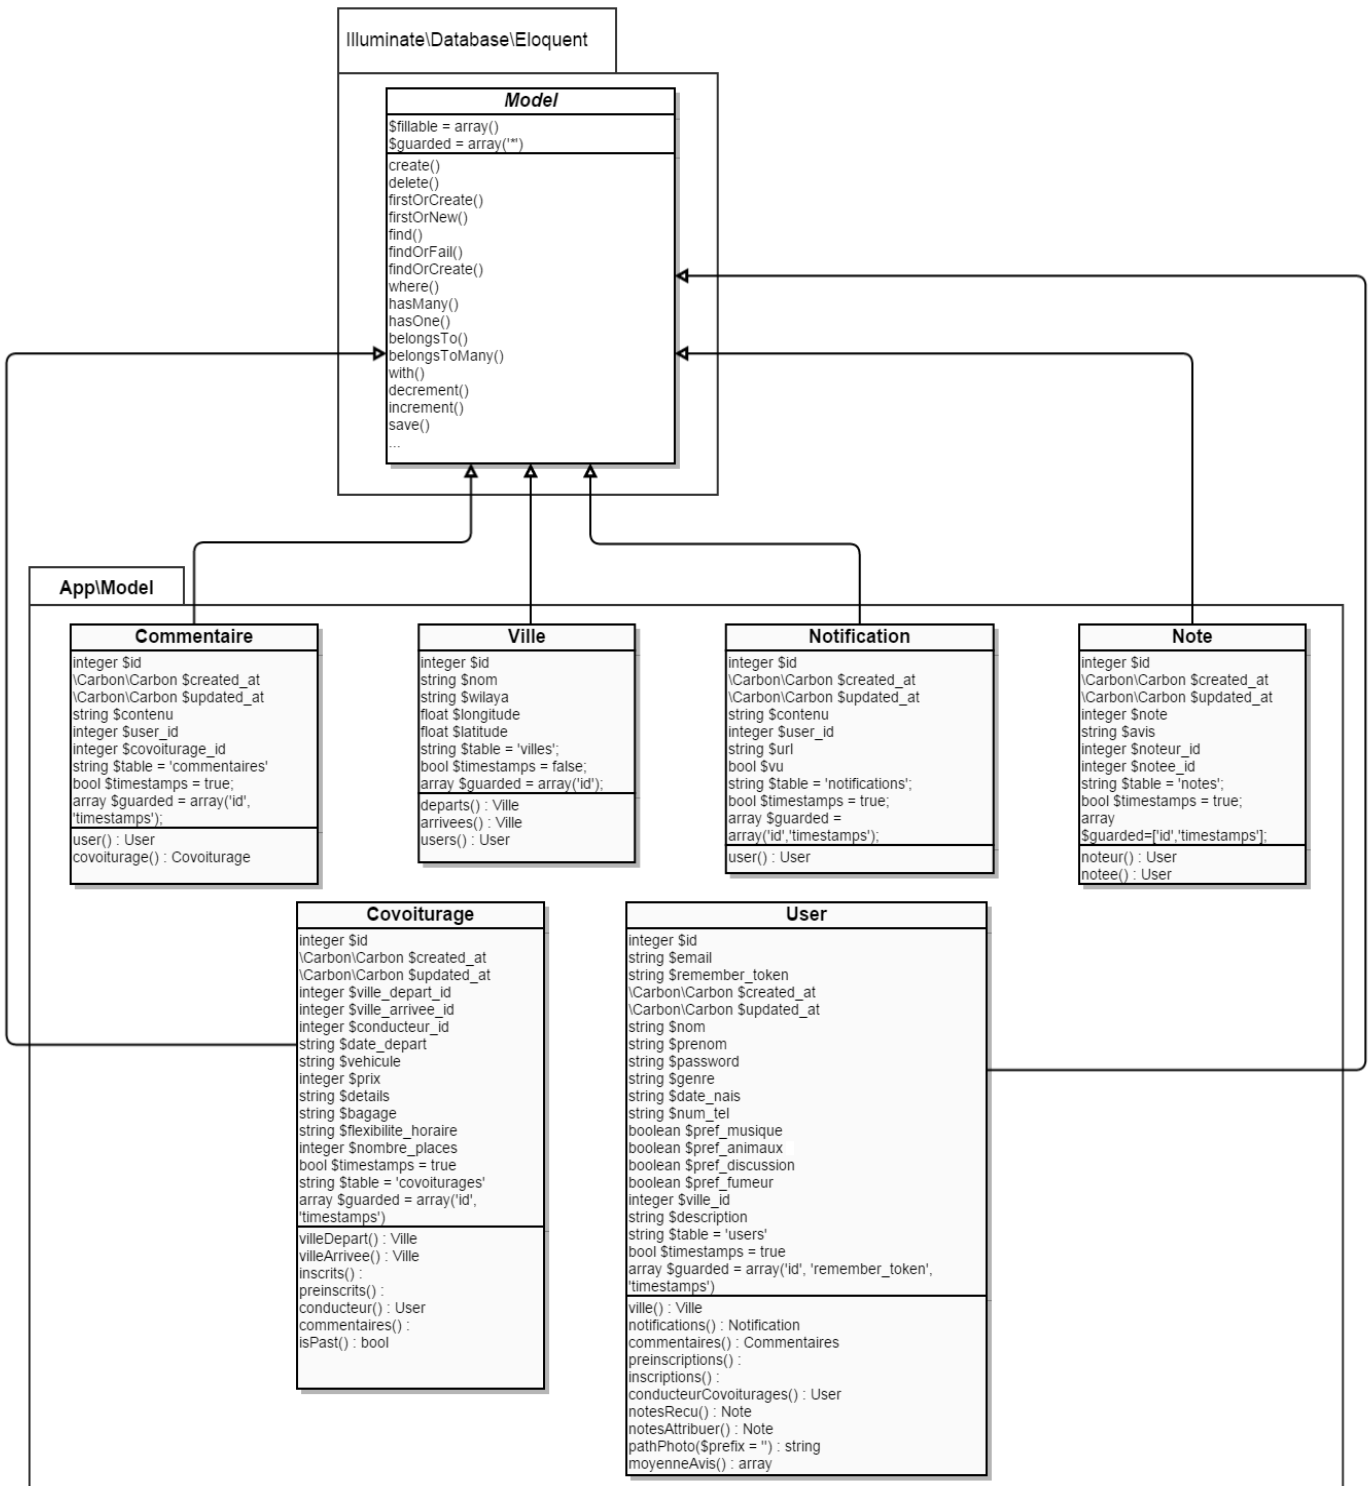 Illuminate\Database\Eloquent
Model
$fillable = array()
$guarded = array('*')
create()
delete()
firstOrCreate()
firstOrNew()
find()
findOrFail()
findOrCreate()
where()
hasMany()
hasOne()
belongsTo()
belongsToMany()
with()
decrement()
increment()
save()
...
App\Model
Commentaire
integer $id
\Carbon\Carbon $created_at
\Carbon\Carbon $updated_at
string $contenu
integer $user_id
integer $covoiturage_id
string $table = 'commentaires'
bool $timestamps = true;
array $guarded = array('id',
'timestamps');
user() : User
covoiturage() : Covoiturage
Ville
integer $id
string $nom
string $wilaya
float $longitude
float $latitude
string $table = 'villes';
bool $timestamps = false;
array $guarded = array('id');
departs() : Ville
arrivees() : Ville
users() : User
Notification
integer $id
\Carbon\Carbon $created_at
\Carbon\Carbon $updated_at
string $contenu
integer $user_id
string $url
bool $vu
string $table = 'notifications';
bool $timestamps = true;
array $guarded =
array('id','timestamps');
user() : User
Note
integer $id
\Carbon\Carbon $created_at
\Carbon\Carbon $updated_at
integer $note
string $avis
integer $noteur_id
integer $notee_id
string $table = 'notes';
bool $timestamps = true;
array
$guarded=['id','timestamps'];
noteur() : User
notee() : User
Covoiturage
integer $id
\Carbon\Carbon $created_at
\Carbon\Carbon $updated_at
integer $ville_depart_id
integer $ville_arrivee_id
integer $conducteur_id
string $date_depart
string $vehicule
integer $prix
string $details
string $bagage
string $flexibilite_horaire
integer $nombre_places
bool $timestamps = true
string $table = 'covoiturages'
array $guarded = array('id',
'timestamps')
villeDepart() : Ville
villeArrivee() : Ville
inscrits() :
preinscrits() :
conducteur() : User
commentaires() :
isPast() : bool
User
integer $id
string $email
string $remember_token
\Carbon\Carbon $created_at
\Carbon\Carbon $updated_at
string $nom
string $prenom
string $password
string $genre
string $date_nais
string $num_tel
boolean $pref_musique
boolean $pref_animaux
boolean $pref_discussion
boolean $pref_fumeur
integer $ville_id
string $description
string $table = 'users'
bool $timestamps = true
array $guarded = array('id', 'remember_token',
'timestamps')
ville() : Ville
notifications() : Notification
commentaires() : Commentaires
preinscriptions() :
inscriptions() :
conducteurCovoiturages() : User
notesRecu() : Note
notesAttribuer() : Note
pathPhoto($prefix = '') : string
moyenneAvis() : array